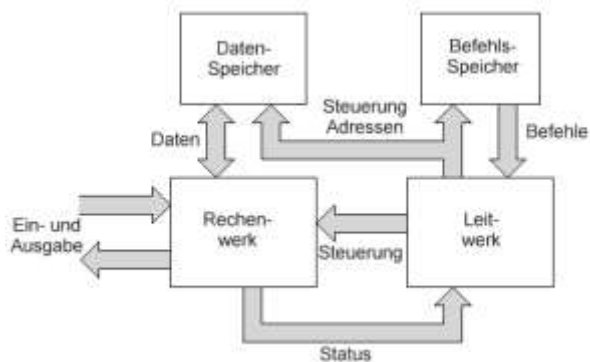 Daten-
Speicher
Befehls-
Speicher
Steuerung
Adressen
Daten
Befehle
Ein- und
Ausgabe
Rechen-
werk
Steuerung
Leit-
werk
Status